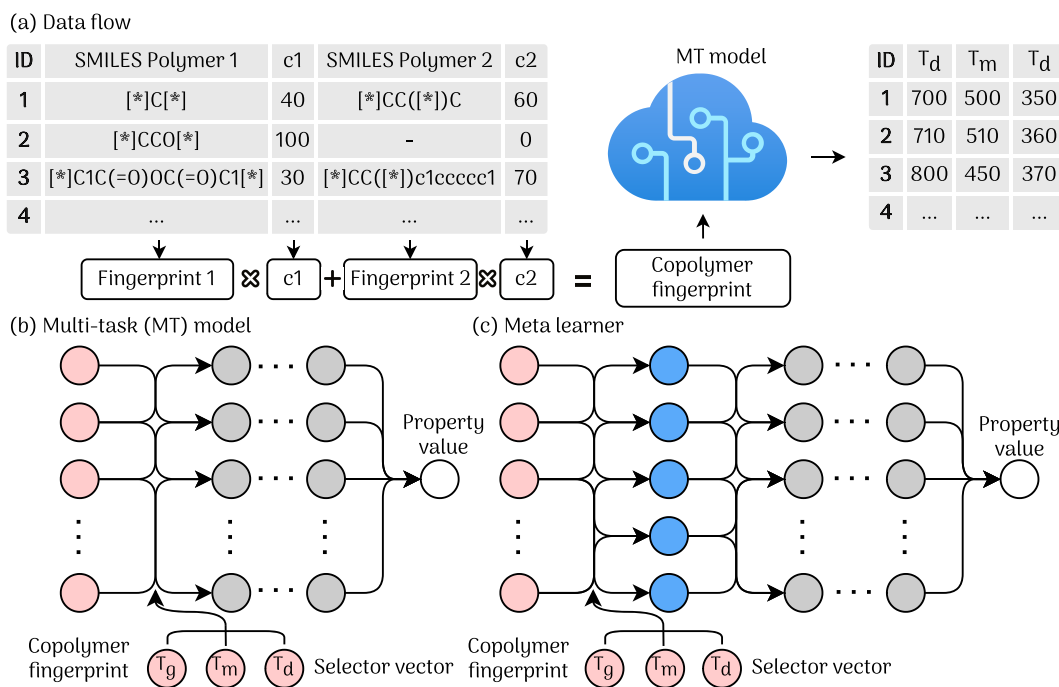 (a) Data flow
ID SMILES Polymer 1 c1 SMILES Polymer 2 c2
1 [*]C[*] 40 [*]CC([*])C 60
2 [*]CCO[*] 100 - 0
3 [*]C1C(=O)OC(=O)C1[*] 30 [*]CC([*])c1ccccc1 70
4 ... ... ... ...
Fingerprint 1 × c1 + Fingerprint 2 × c2 = Copolymer
fingerprint
MT model
ID Td Tm Td
1 700 500 350
2 710 510 360
3 800 450 370
4 ... ... ...
(b) Multi-task (MT) model
Property
value
Copolymer
fingerprint
Tg Tm Td Selector vector
(c) Meta learner
Property
value
Copolymer
fingerprint
Tg Tm Td Selector vector